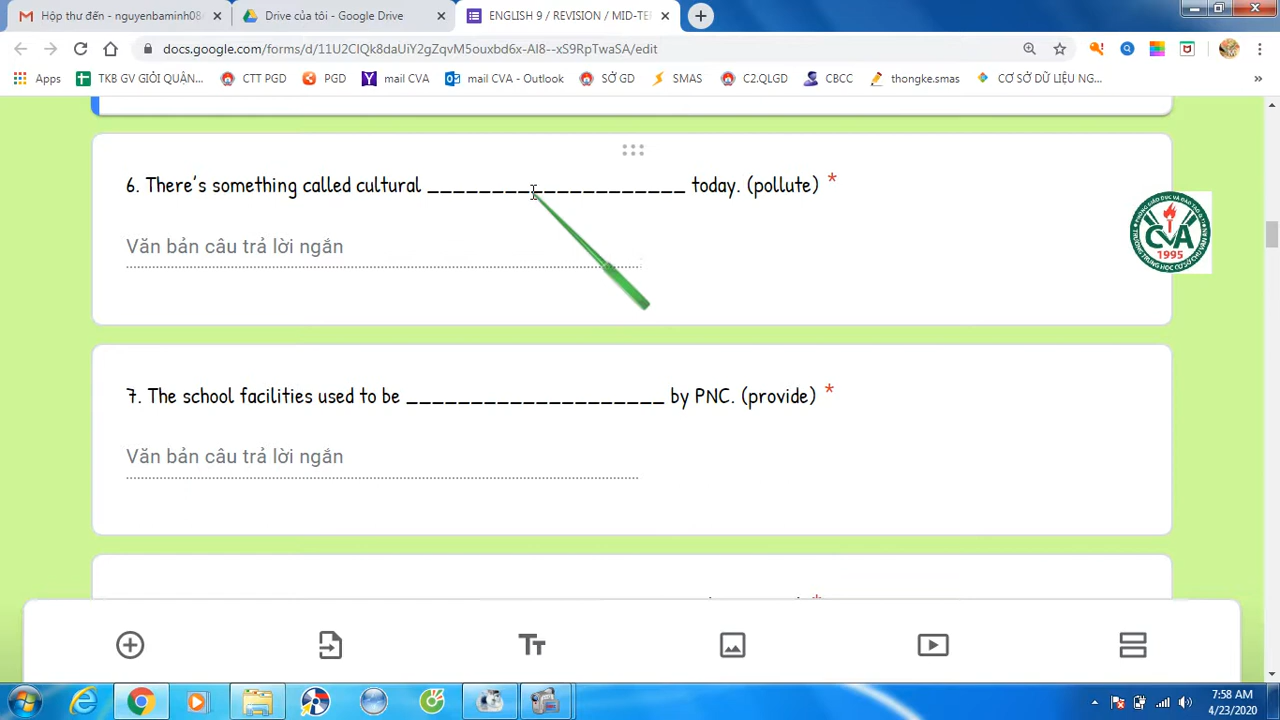 Hộp thư đến - nguyenbaminh08
Drive của tôi - Google Drive
ENGLISH 9 / REVISION / MID-TE
docs.google.com/forms/d/11U2CIQk8daUiY2gZqWM5otxbd6x-AI8--xS9RpTwaSA/edit
Apps
TKB GV GIỎI QUẬN...
CTT PGD
PGD
mail CVA
mail CVA - Outlook
SỞ GD
SMAS
C2.QLGD
CBCC
thongke.smas
CƠ SỞ DỮ LIỆU NG...
»
6. There's something called cultural ____________________ today. (pollute) *
Văn bản câu trả lời ngắn
CVA
1995
7. The school facilities used to be ____________________ by PNC. (provide) *
Văn bản câu trả lời ngắn
Tт
7:58 AM
4/23/2020